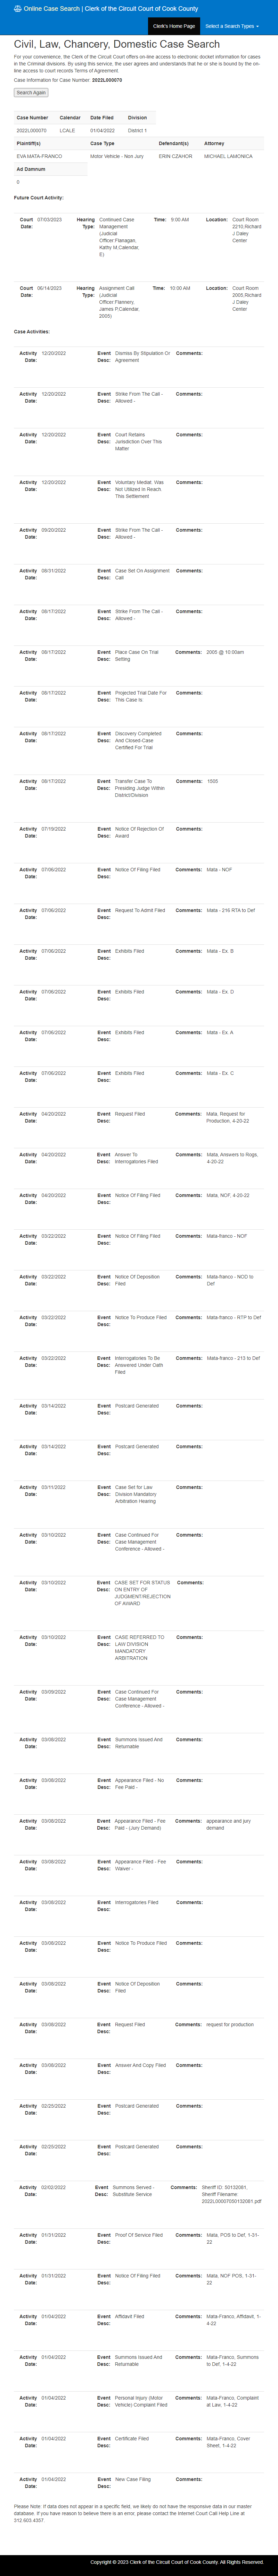 Online Case Search | Clerk of the Circuit Court of Cook County
Clerk's Home Page Select a Search Types
Civil, Law, Chancery, Domestic Case Search
For your convenience, the Clerk of the Circuit Court offers on-line access to electronic docket information for cases
in the Criminal divisions. By using this service, the user agrees and understands that he or she is bound by the on-
line access to court records Terms of Agreement.
Case Information for Case Number: 2022L000070
Search Again
Case Number Calendar Date Filed Division
2022L000070 LCALE 01/04/2022 District 1
Plaintiff(s) Case Type Defendant(s) Attorney
EVA MATA-FRANCO Motor Vehicle - Non Jury ERIN CZAHOR MICHAEL LAMONICA
Ad Damnum
0
Future Court Activity:
Court Date: 07/03/2023 Hearing Type: Continued Case Management (Judicial Officer:Flanagan, Kathy M,Calendar, E) Time: 9:00 AM Location: Court Room 2210,Richard J Daley Center
Court Date: 06/14/2023 Hearing Type: Assignment Call (Judicial Officer:Flannery, James P,Calendar, 2005) Time: 10:00 AM Location: Court Room 2005,Richard J Daley Center
Case Activities:
Activity Date: 12/20/2022 Event Desc: Dismiss By Stipulation Or Agreement Comments:
Activity Date: 12/20/2022 Event Desc: Strike From The Call - Allowed - Comments:
Activity Date: 12/20/2022 Event Desc: Court Retains Jurisdiction Over This Matter Comments:
Activity Date: 12/20/2022 Event Desc: Voluntary Mediat. Was Not Utilized In Reach. This Settlement Comments:
Activity Date: 09/20/2022 Event Desc: Strike From The Call - Allowed - Comments:
Activity Date: 08/31/2022 Event Desc: Case Set On Assignment Call Comments:
Activity Date: 08/17/2022 Event Desc: Strike From The Call - Allowed - Comments:
Activity Date: 08/17/2022 Event Desc: Place Case On Trial Setting Comments: 2005 @ 10:00am
Activity Date: 08/17/2022 Event Desc: Projected Trial Date For This Case Is: Comments:
Activity Date: 08/17/2022 Event Desc: Discovery Completed And Closed-Case Certified For Trial Comments:
Activity Date: 08/17/2022 Event Desc: Transfer Case To Presiding Judge Within District/Division Comments: 1005
Activity Date: 07/19/2022 Event Desc: Notice Of Rejection Of Award Comments:
Activity Date: 07/06/2022 Event Desc: Notice Of Filing Filed Comments: Mata - NOF
Activity Date: 07/06/2022 Event Desc: Request To Admit Filed Comments: Mata - 216 RTA to Def
Activity Date: 07/06/2022 Event Desc: Exhibits Filed Comments: Mata - Ex. B
Activity Date: 07/06/2022 Event Desc: Exhibits Filed Comments: Mata - Ex. D
Activity Date: 07/06/2022 Event Desc: Exhibits Filed Comments: Mata - Ex. A
Activity Date: 07/06/2022 Event Desc: Exhibits Filed Comments: Mata - Ex. C
Activity Date: 04/20/2022 Event Desc: Request Filed Comments: Mata, Request for Production, 4-20-22
Activity Date: 04/20/2022 Event Desc: Answer To Interrogatories Filed Comments: Mata, Answers to Rogs, 4-20-22
Activity Date: 04/20/2022 Event Desc: Notice Of Filing Filed Comments: Mata, NOF, 4-20-22
Activity Date: 03/22/2022 Event Desc: Notice Of Filing Filed Comments: Mata-franco - NOF
Activity Date: 03/22/2022 Event Desc: Notice Of Deposition Filed Comments: Mata-franco - NOD to Def
Activity Date: 03/22/2022 Event Desc: Notice To Produce Filed Comments: Mata-franco - RTP to Def
Activity Date: 03/22/2022 Event Desc: Interrogatories To Be Answered Under Oath Filed Comments: Mata-franco - 213 to Def
Activity Date: 03/14/2022 Event Desc: Postcard Generated Comments:
Activity Date: 03/14/2022 Event Desc: Postcard Generated Comments:
Activity Date: 03/11/2022 Event Desc: Case Set for Law Division Mandatory Arbitration Hearing Comments:
Activity Date: 03/10/2022 Event Desc: Case Continued For Case Management Conference - Allowed - Comments:
Activity Date: 03/10/2022 Event Desc: CASE SET FOR STATUS ON ENTRY OF JUDGMENT/REJECTION OF AWARD Comments:
Activity Date: 03/10/2022 Event Desc: CASE REFERRED TO LAW DIVISION MANDATORY ARBITRATION Comments:
Activity Date: 03/09/2022 Event Desc: Case Continued For Case Management Conference - Allowed - Comments:
Activity Date: 03/08/2022 Event Desc: Summons Issued And Returnable Comments:
Activity Date: 03/08/2022 Event Desc: Appearance Filed - No Fee Paid - Comments:
Activity Date: 03/08/2022 Event Desc: Appearance Filed - Fee Paid - (Jury Demand) Comments: appearance and jury demand
Activity Date: 03/08/2022 Event Desc: Appearance Filed - Fee Waiver - Comments:
Activity Date: 03/08/2022 Event Desc: Interrogatories Filed Comments:
Activity Date: 03/08/2022 Event Desc: Notice To Produce Filed Comments:
Activity Date: 03/08/2022 Event Desc: Notice Of Deposition Filed Comments:
Activity Date: 03/08/2022 Event Desc: Request Filed Comments: request for production
Activity Date: 03/08/2022 Event Desc: Answer And Copy Filed Comments:
Activity Date: 02/25/2022 Event Desc: Postcard Generated Comments:
Activity Date: 02/25/2022 Event Desc: Postcard Generated Comments:
Activity Date: 02/02/2022 Event Desc: Summons Served - Substitute Service Comments: Sheriff ID: 50132081, Sheriff Filename: 2022L00007050132081.pdf
Activity Date: 01/31/2022 Event Desc: Proof Of Service Filed Comments: Mata, POS to Def, 1-31-22
Activity Date: 01/31/2022 Event Desc: Notice Of Filing Filed Comments: Mata, NOF POS, 1-31-22
Activity Date: 01/04/2022 Event Desc: Affidavit Filed Comments: Mata-Franco, Affidavit, 1-4-22
Activity Date: 01/04/2022 Event Desc: Summons Issued And Returnable Comments: Mata-Franco, Summons to Def, 1-4-22
Activity Date: 01/04/2022 Event Desc: Personal Injury (Motor Vehicle) Complaint Filed Comments: Mata-Franco, Complaint at Law, 1-4-22
Activity Date: 01/04/2022 Event Desc: Certificate Filed Comments: Mata-Franco, Cover Sheet, 1-4-22
Activity Date: 01/04/2022 Event Desc: New Case Filing Comments:
Please Note: If data does not appear in a specific field, we likely do not have the responsive data in our master
database. If you have reason to believe there is an error, please contact the Internet Court Call Help Line at
312.603.4357.
Copyright © 2023 Clerk of the Circuit Court of Cook County. All Rights Reserved.